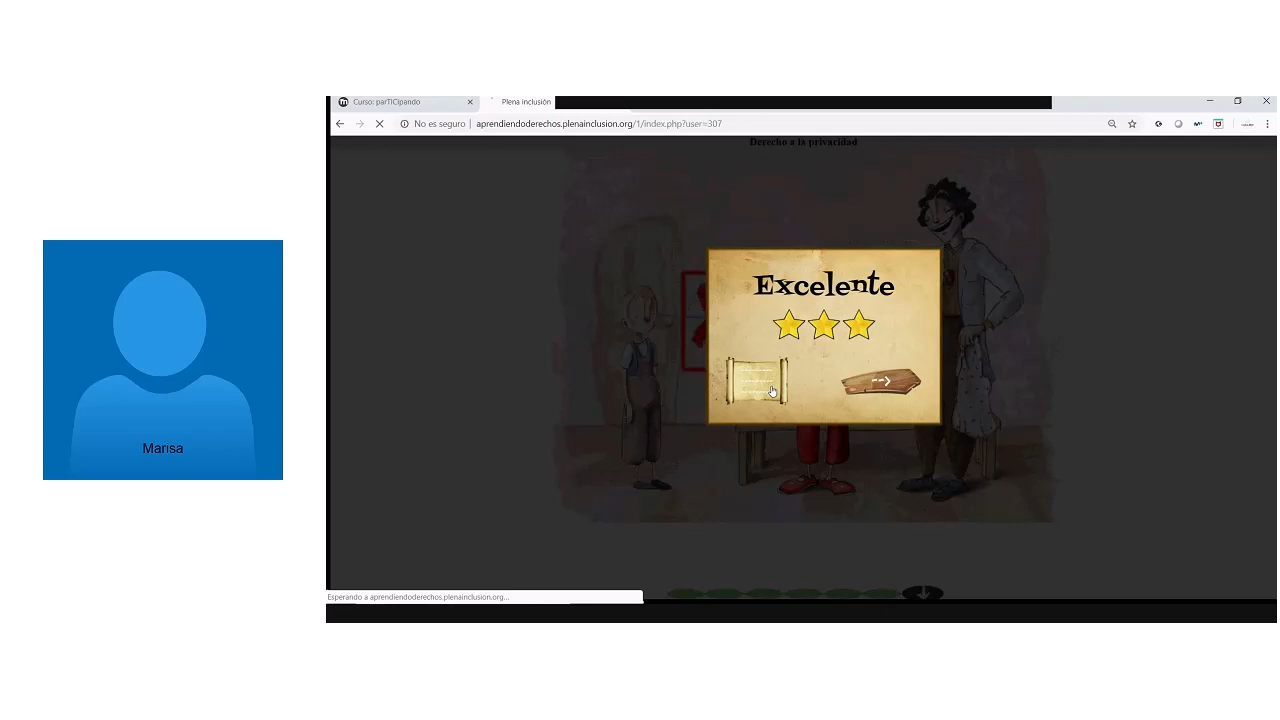 Curso: parTICipando
Plena inclusión
No es seguro | aprendiendoderechos.plenainclusion.org/1/index.php?user=307
Derecho a la privacidad
Excelente
Marisa
Esperando a aprendiendoderechos.plenainclusion.org...